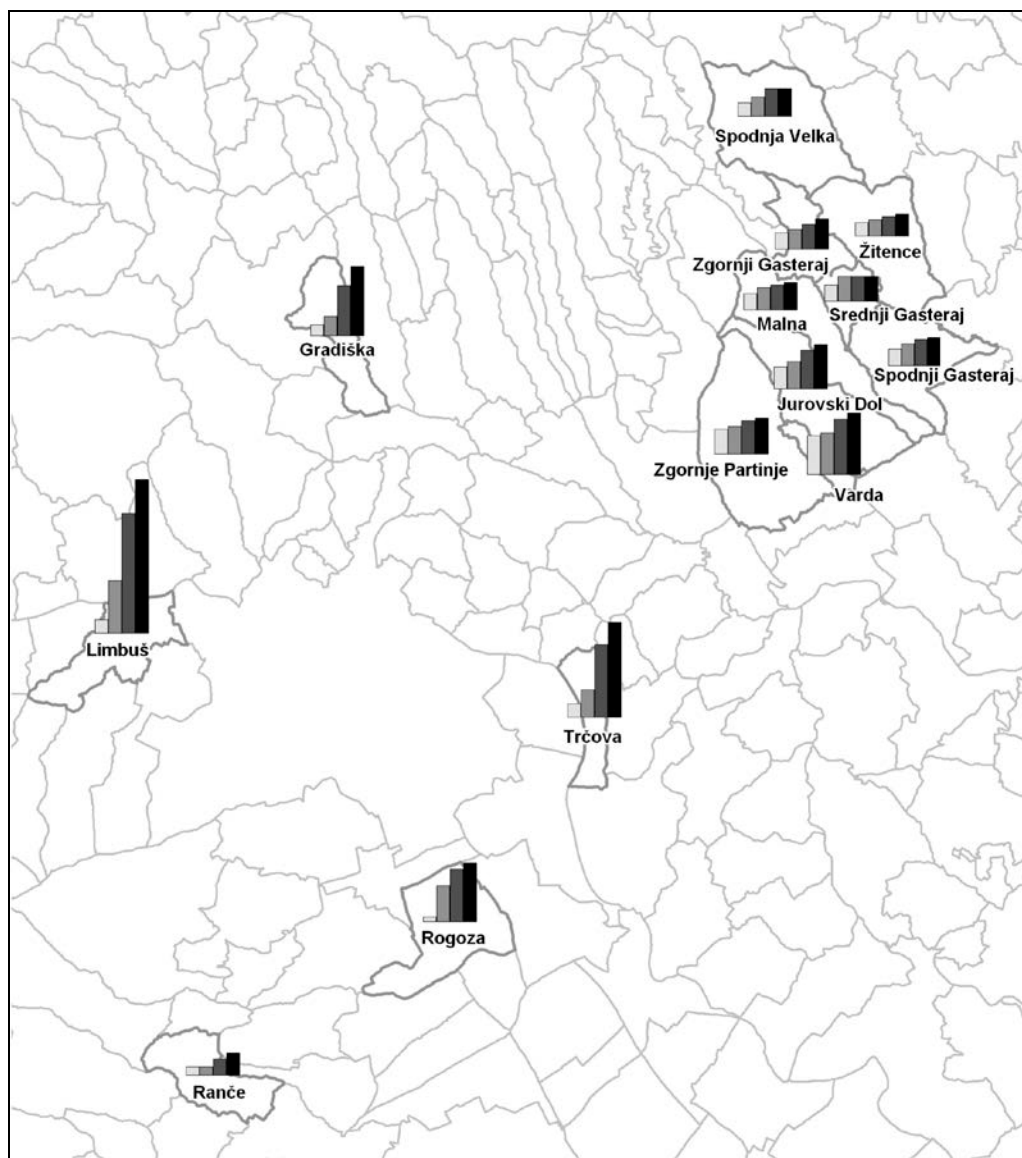 Spodnja Velka
Zgornji Gasteraj
Žitence
Malna
Srednji Gasteraj
Gradiška
Spodnji Gasteraj
Jurovski Dol
Zgornje Partinje
Varda
Limbuš
Trčova
Rogoza
Ranče